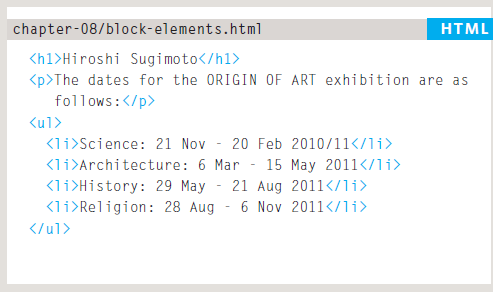 chapter-08/block-elements.html HTML
<h1>Hiroshi Sugimoto</h1>
<p>The dates for the ORIGIN OF ART exhibition are as
follows:</p>
<ul>
<li>Science: 21 Nov - 20 Feb 2010/11</li>
<li>Architecture: 6 Mar - 15 May 2011</li>
<li>History: 29 May - 21 Aug 2011</li>
<li>Religion: 28 Aug - 6 Nov 2011</li>
</ul>